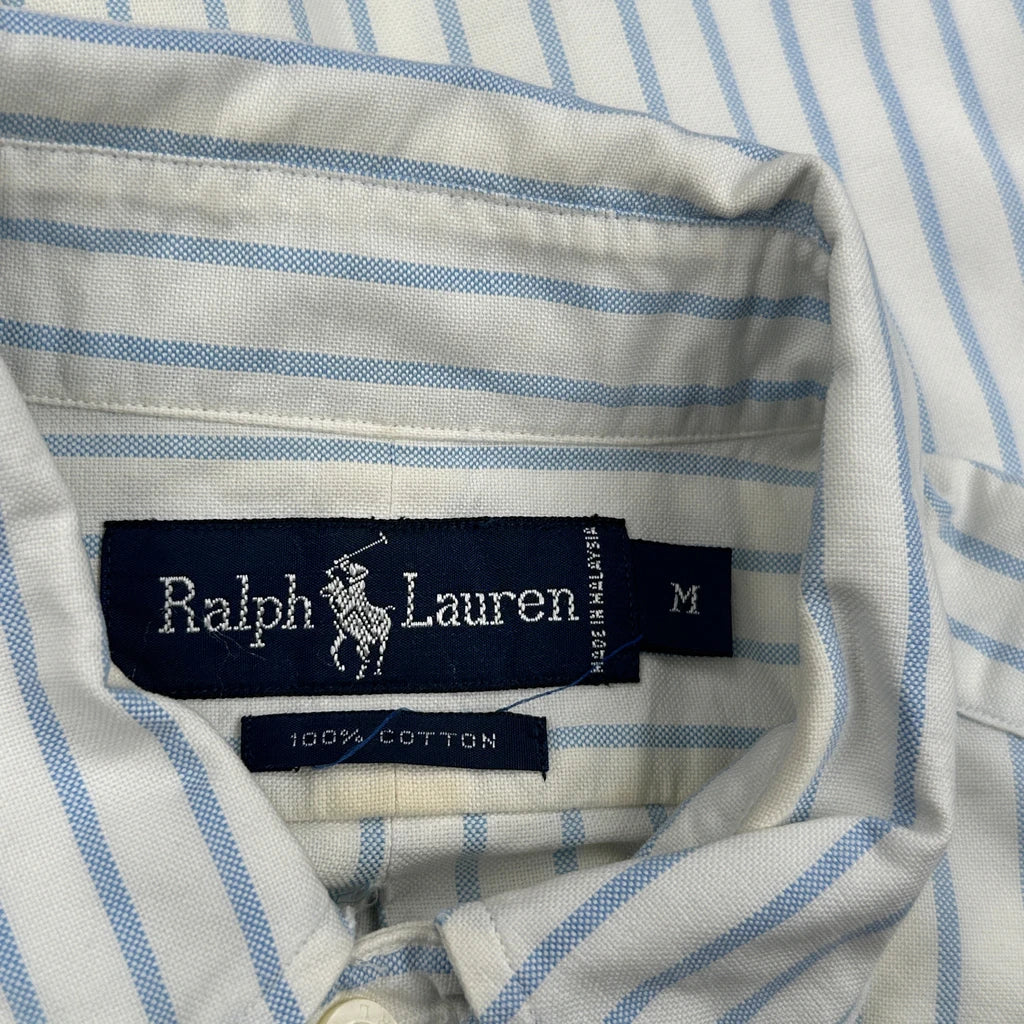 Ralph Lauren
MADE IN MALAYSIA
M
100% COTTON